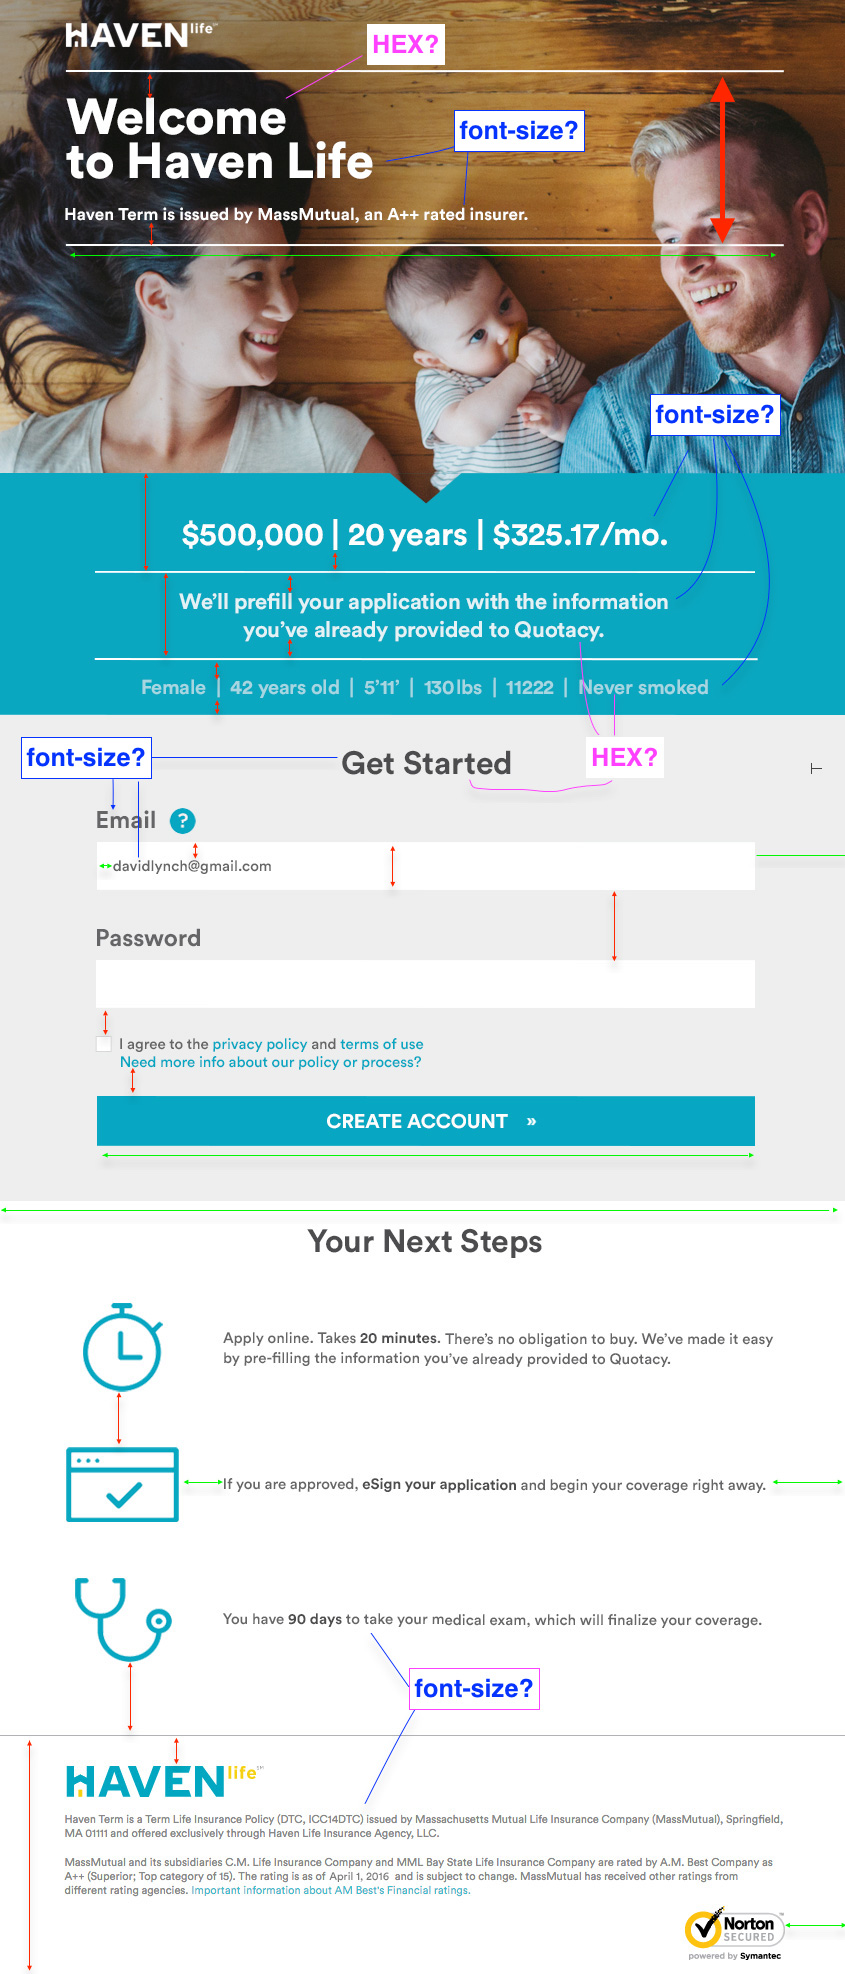 HAVEN life™
HEX?
Welcome
to Haven Life
font-size?
Haven Term is issued by MassMutual, an A++ rated insurer.
font-size?
$500,000 | 20 years | $325.17/mo.
We'll prefill your application with the information
you've already provided to Quotacy.
Female | 42 years old | 5'11' | 130 lbs | 11222 | Never smoked
font-size?
Get Started
HEX?
Email ?
davidlynch@gmail.com
Password
I agree to the privacy policy and terms of use
Need more info about our policy or process?
CREATE ACCOUNT »
Your Next Steps
Apply online. Takes 20 minutes. There's no obligation to buy. We've made it easy
by pre-filling the information you've already provided to Quotacy.
If you are approved, eSign your application and begin your coverage right away.
You have 90 days to take your medical exam, which will finalize your coverage.
font-size?
HAVEN life™
Haven Term is a Term Life Insurance Policy (DTC, ICC14DTC) issued by Massachusetts Mutual Life Insurance Company (MassMutual), Springfield,
MA 01111 and offered exclusively through Haven Life Insurance Agency, LLC.
MassMutual and its subsidiaries C.M. Life Insurance Company and MML Bay State Life Insurance Company are rated by A.M. Best Company as
A++ (Superior; Top category of 15). The rating is as of April 1, 2016 and is subject to change. MassMutual has received other ratings from
different rating agencies. Important information about AM Best's Financial ratings.
Norton™
SECURED
powered by Symantec